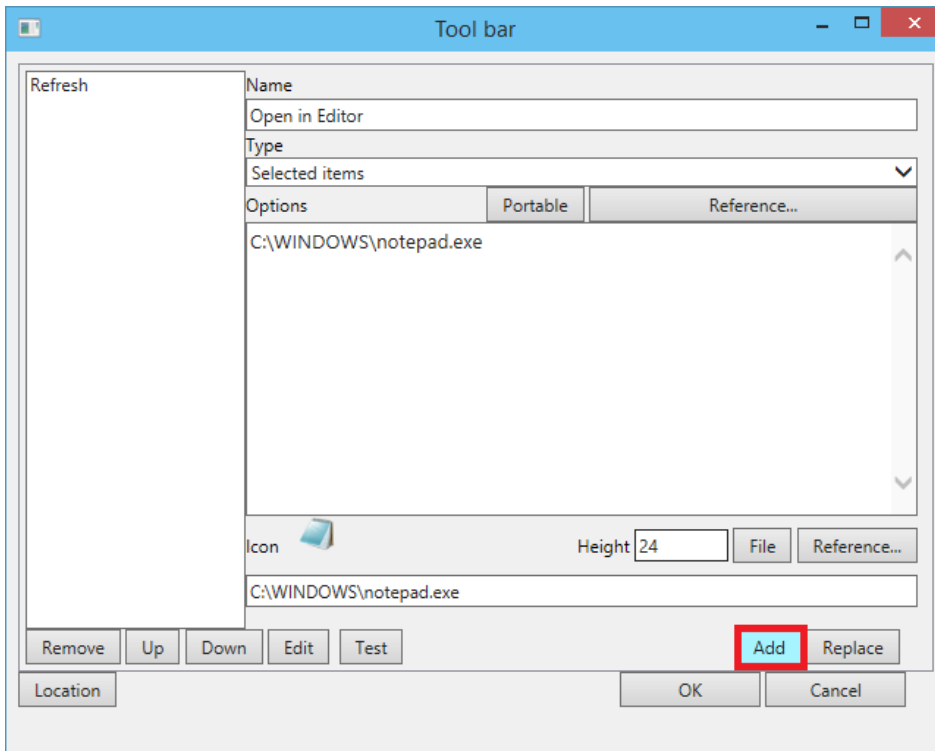 Tool bar
Refresh
Name
Open in Editor
Type
Selected items
Options Portable Reference...
C:\WINDOWS\notepad.exe
Icon Height 24 File Reference...
C:\WINDOWS\notepad.exe
Remove Up Down Edit Test Add Replace
Location OK Cancel